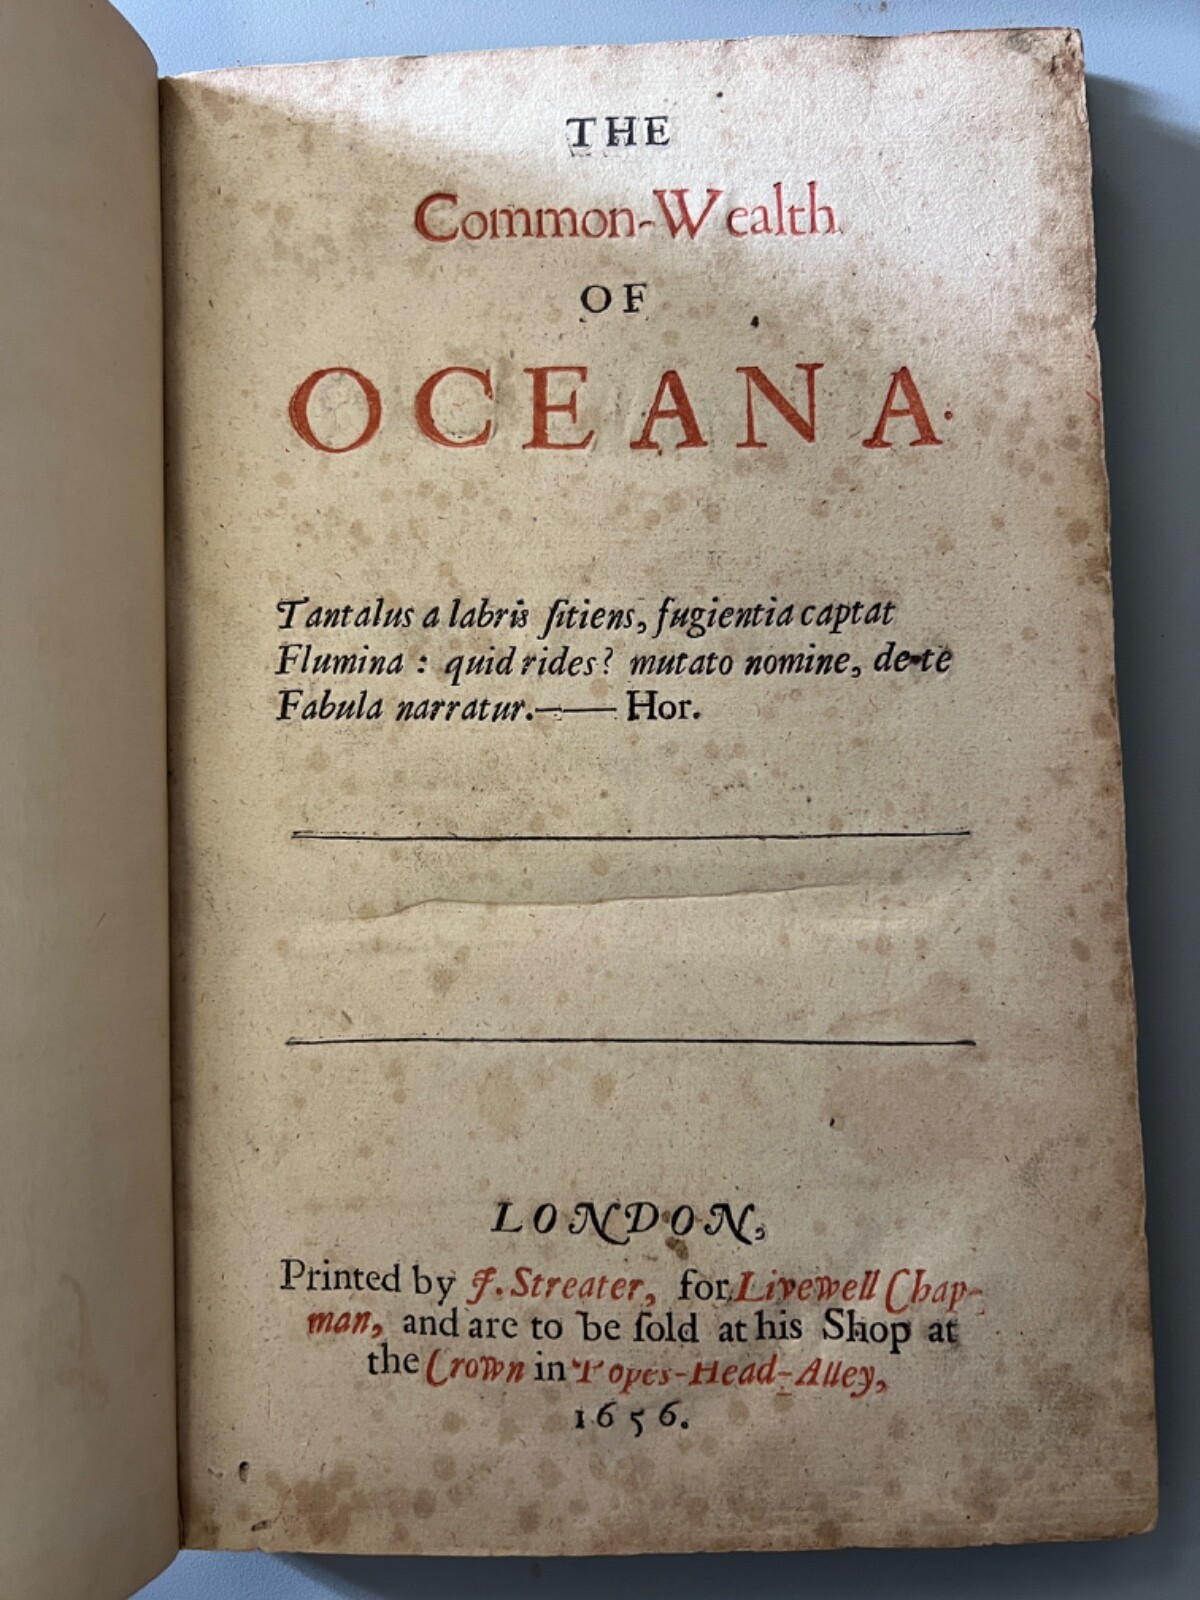 THE
Common-Wealth
OF
OCEANA.
Tantalus a labris ſitiens, fugientia captat
Flumina : quid rides? mutato nomine, de te
Fabula narratur.—— Hor.
LONDON,
Printed by J. Streater, for Livewell Chap-
man, and are to be ſold at his Shop at
the Crown in Popes-Head-Alley,
1656.